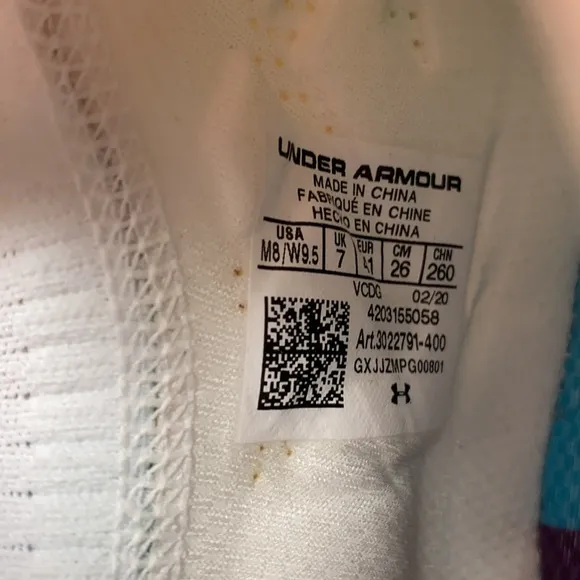 UNDER ARMOUR
MADE IN CHINA
FABRIQUÉ EN CHINE
HECHO EN CHINA
USA UK EUR CM CHN
M8/W9.5 7 41 26 260
VCDG 02/20
4203155058
Art.3022791-400
GXJJZMPG00801